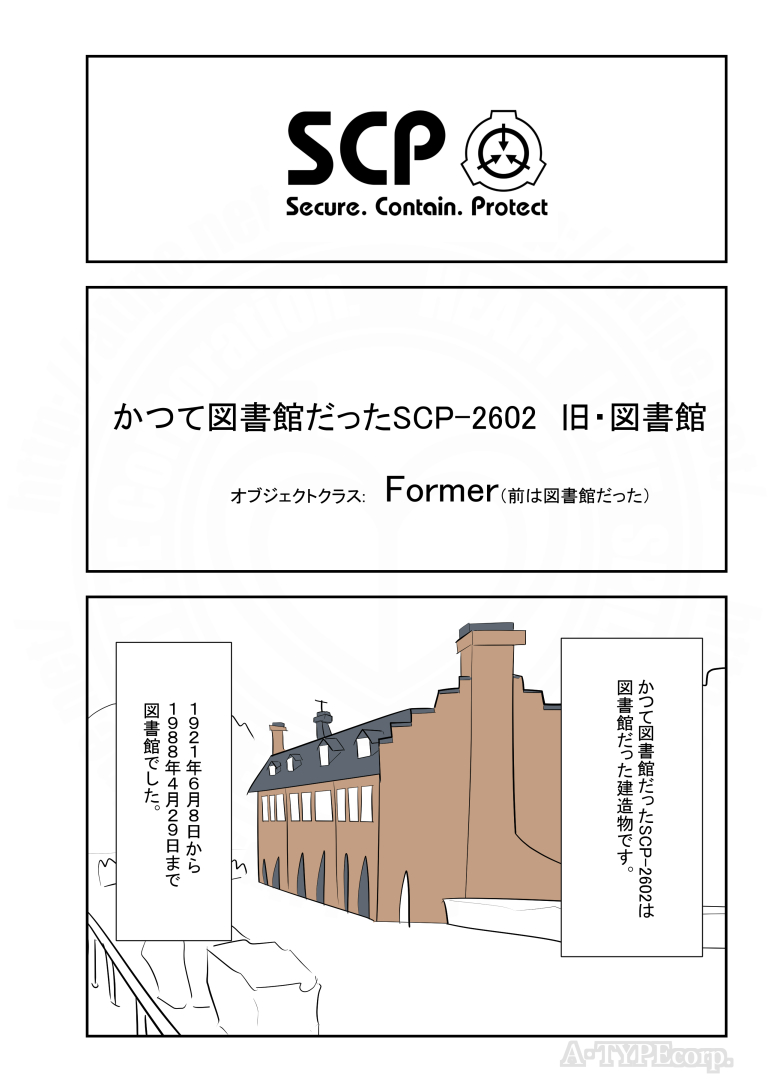 SCP
Secure. Contain. Protect
かつて図書館だったSCP-2602 旧・図書館
オブジェクトクラス: Former(前は図書館だった)
かつて図書館だったSCP-2602は
図書館だった建造物です。
1921年6月8日から
1988年4月29日まで
図書館でした。
A・TYPEcorp.